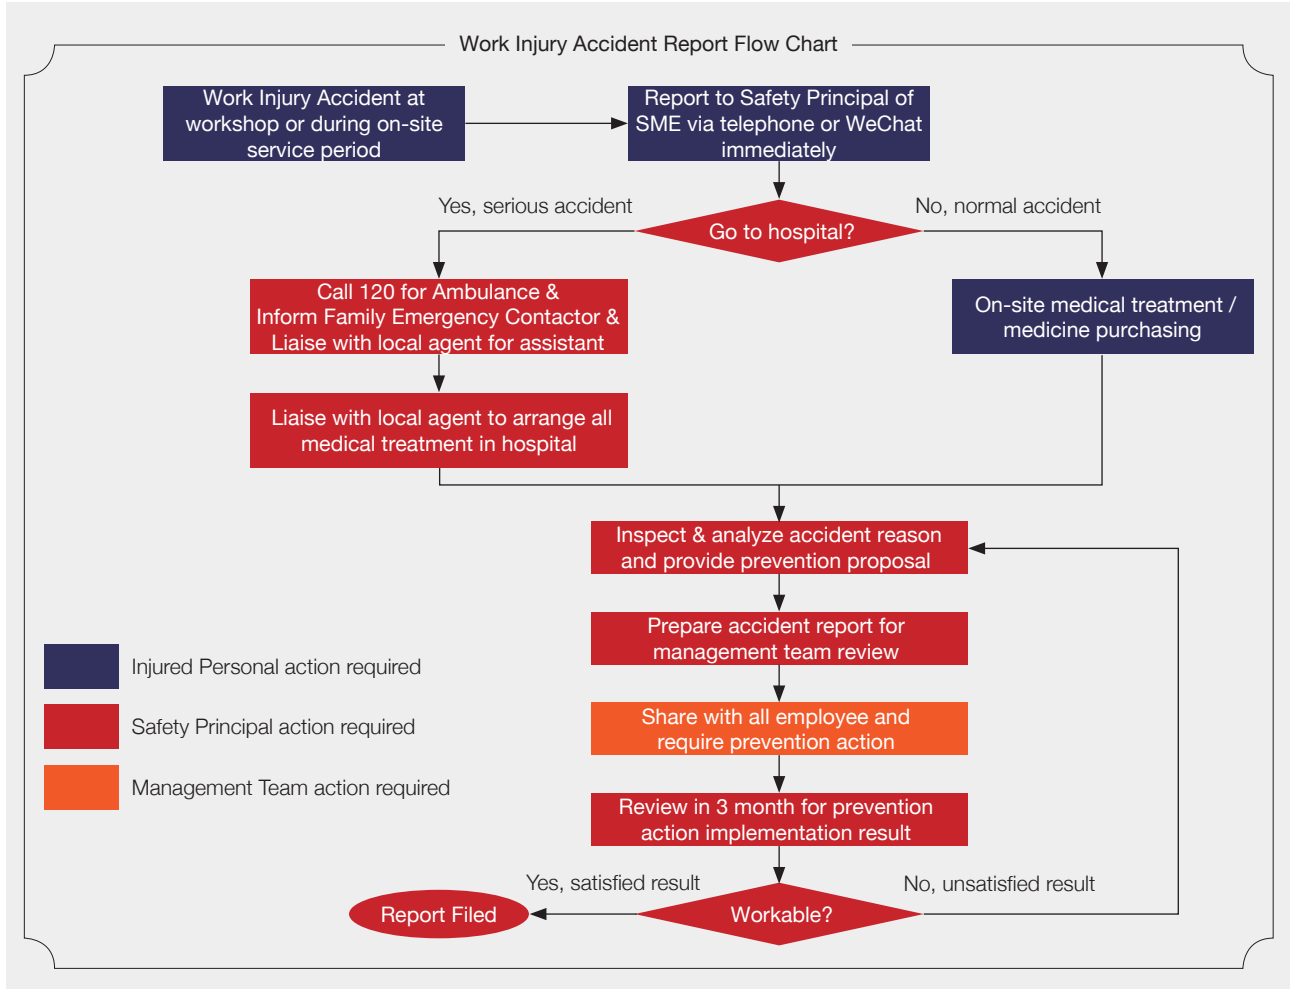 Work Injury Accident Report Flow Chart
Work Injury Accident at
workshop or during on-site
service period
Report to Safety Principal of
SME via telephone or WeChat
immediately
Yes, serious accident
Go to hospital?
No, normal accident
Call 120 for Ambulance &
Inform Family Emergency Contactor &
Liaise with local agent for assistant
On-site medical treatment /
medicine purchasing
Liaise with local agent to arrange all
medical treatment in hospital
Inspect & analyze accident reason
and provide prevention proposal
Prepare accident report for
management team review
Share with all employee and
require prevention action
Review in 3 month for prevention
action implementation result
Yes, satisfied result
Workable?
No, unsatisfied result
Report Filed
Injured Personal action required
Safety Principal action required
Management Team action required